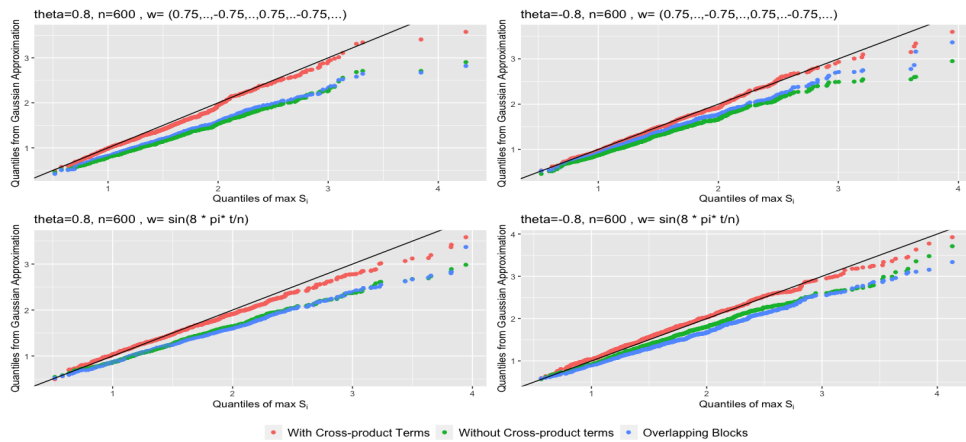 theta=0.8, n=600 , w= (0.75,..,-0.75,..,0.75,..-0.75,...)
Quantiles from Gaussian Approximation
3
2
1
1
2
3
4
Quantiles of max Si
theta=-0.8, n=600 , w= (0.75,..,-0.75,..,0.75,..-0.75,...)
Quantiles from Gaussian Approximation
3
2
1
1
2
3
4
Quantiles of max Si
theta=0.8, n=600 , w= sin(8 * pi* t/n)
Quantiles from Gaussian Approximation
3
2
1
1
2
3
4
Quantiles of max Si
theta=-0.8, n=600 , w= sin(8 * pi* t/n)
Quantiles from Gaussian Approximation
4
3
2
1
1
2
3
4
Quantiles of max Si
With Cross-product Terms
Without Cross-product terms
Overlapping Blocks